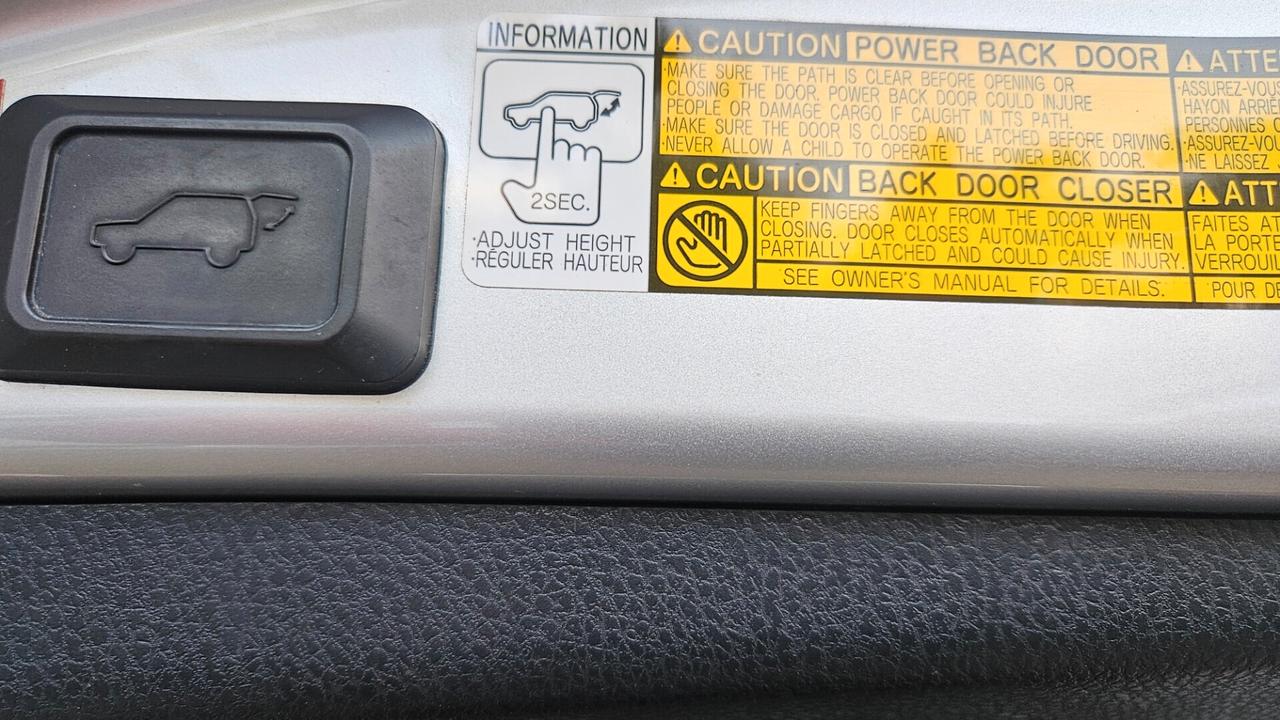 INFORMATION
2SEC.
·ADJUST HEIGHT
·RÉGULER HAUTEUR
CAUTION POWER BACK DOOR
·MAKE SURE THE PATH IS CLEAR BEFORE OPENING OR
CLOSING THE DOOR. POWER BACK DOOR COULD INJURE
PEOPLE OR DAMAGE CARGO IF CAUGHT IN ITS PATH.
·MAKE SURE THE DOOR IS CLOSED AND LATCHED BEFORE DRIVING.
·NEVER ALLOW A CHILD TO OPERATE THE POWER BACK DOOR.
CAUTION BACK DOOR CLOSER
KEEP FINGERS AWAY FROM THE DOOR WHEN
CLOSING. DOOR CLOSES AUTOMATICALLY WHEN
PARTIALLY LATCHED AND COULD CAUSE INJURY.
SEE OWNER'S MANUAL FOR DETAILS.
ATTE
·ASSUREZ-VOUS
HAYON ARRIÈ
PERSONNES
·ASSUREZ-VOU
·NE LAISSEZ
ATT
FAITES AT
LA PORTE
VERROUIL
POUR DE